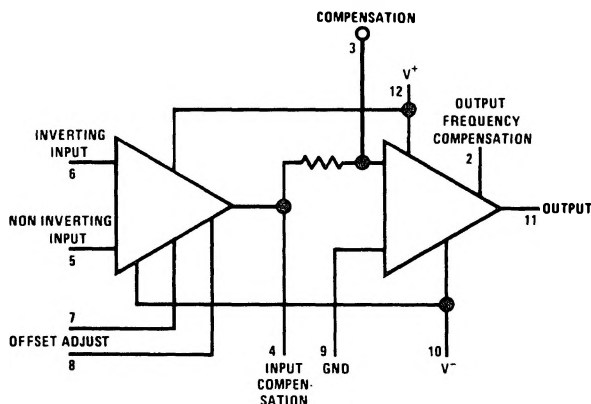 COMPENSATION
3
V+
12
OUTPUT
FREQUENCY
COMPENSATION
2
INVERTING
INPUT
6
OUTPUT
11
NON INVERTING
INPUT
5
7
OFFSET ADJUST
8
4
INPUT
COMPEN-
SATION
9
GND
10
V-